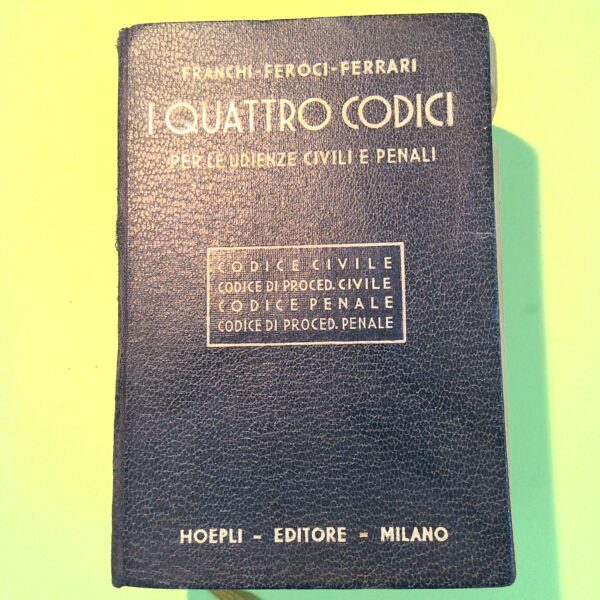 FRANCHI-FEROCI-FERRARI
I QUATTRO CODICI
PER LE UDIENZE CIVILI E PENALI
CODICE CIVILE
CODICE DI PROCED. CIVILE
CODICE PENALE
CODICE DI PROCED. PENALE
HOEPLI - EDITORE - MILANO